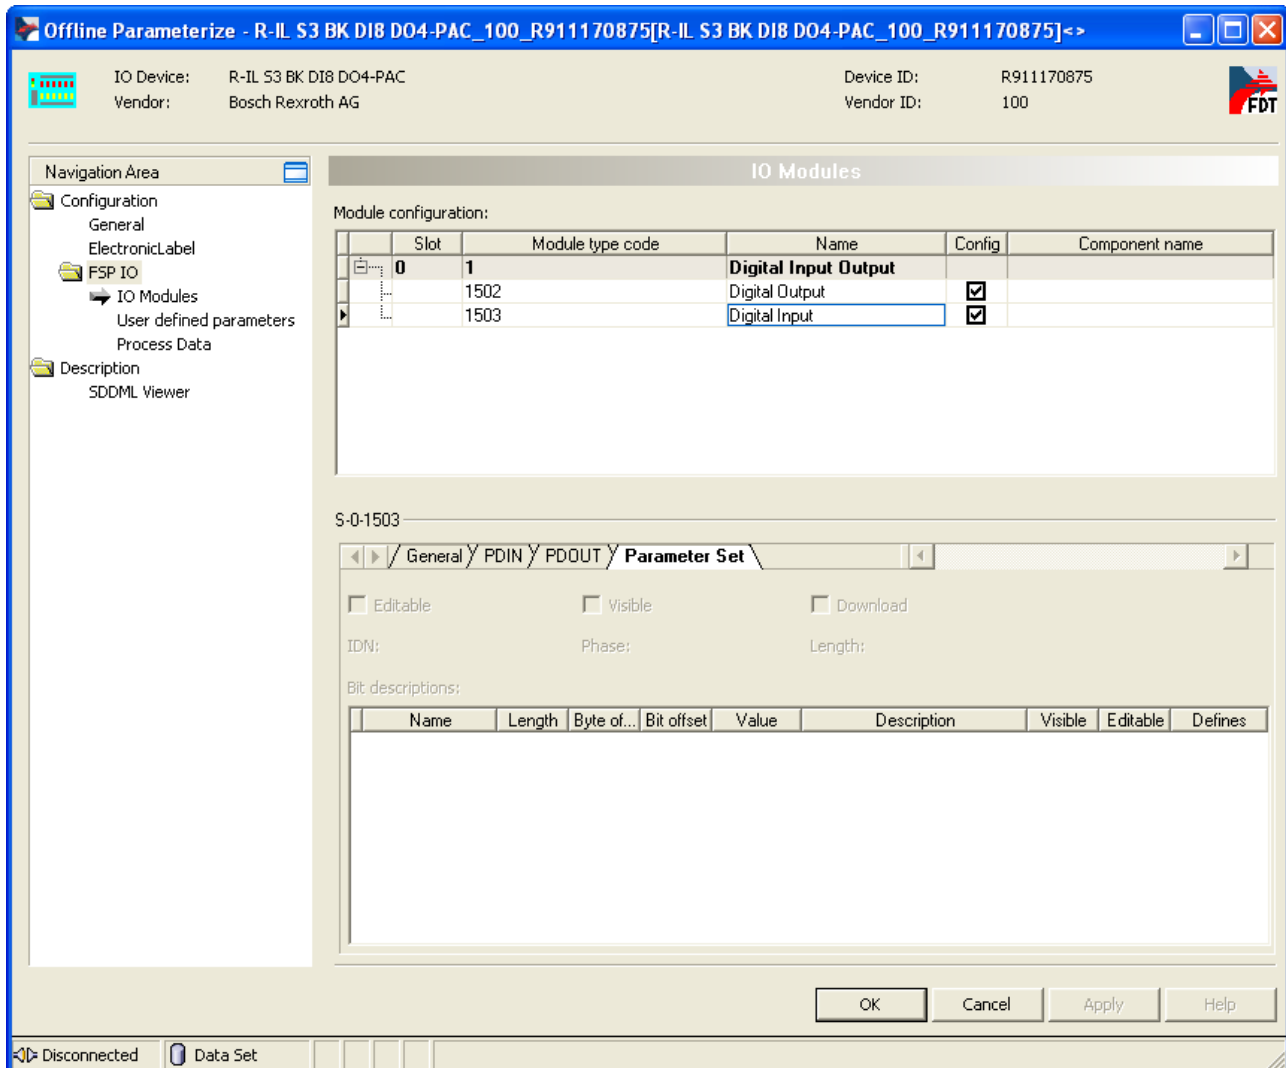 Offline Parameterize - R-IL S3 BK DI8 DO4-PAC_100_R911170875[R-IL S3 BK DI8 DO4-PAC_100_R911170875]<>
IO Device: R-IL S3 BK DI8 DO4-PAC Device ID: R911170875
Vendor: Bosch Rexroth AG Vendor ID: 100
FDT
Navigation Area
Configuration
General
ElectronicLabel
FSP IO
IO Modules
User defined parameters
Process Data
Description
SDDML Viewer
IO Modules
Module configuration:
Slot Module type code Name Config Component name
0 1 Digital Input Output
1502 Digital Output
1503 Digital Input
S-0-1503
General PDIN PDOUT Parameter Set
Editable Visible Download
IDN: Phase: Length:
Bit descriptions:
Name Length Byte of... Bit offset Value Description Visible Editable Defines
OK Cancel Apply Help
Disconnected Data Set